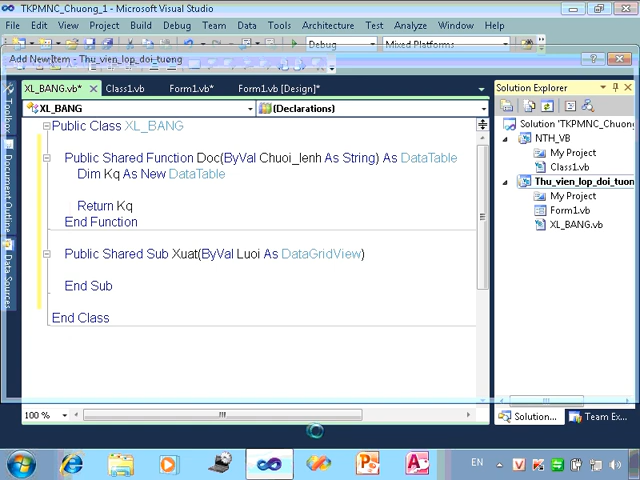 TKPMNC_Chuong_1 - Microsoft Visual Studio
File Edit View Project Build Debug Team Data Tools Architecture Test Analyze Window Help
Debug Mixed Platforms
Add New Item - Thu_vien_lop_doi_tuong
XL_BANG.vb* Class1.vb Form1.vb* Form1.vb [Design]*
XL_BANG (Declarations)
Toolbox
Document Outline
Data Sources
Public Class XL_BANG
Public Shared Function Doc(ByVal Chuoi_lenh As String) As DataTable
Dim Kq As New DataTable
Return Kq
End Function
Public Shared Sub Xuat(ByVal Luoi As DataGridView)
End Sub
End Class
100 %
Solution Explorer
Solution 'TKPMNC_Chuong_
NTH_VB
My Project
Class1.vb
Thu_vien_lop_doi_tuon
My Project
Form1.vb
XL_BANG.vb
Solution... Team Ex...
EN